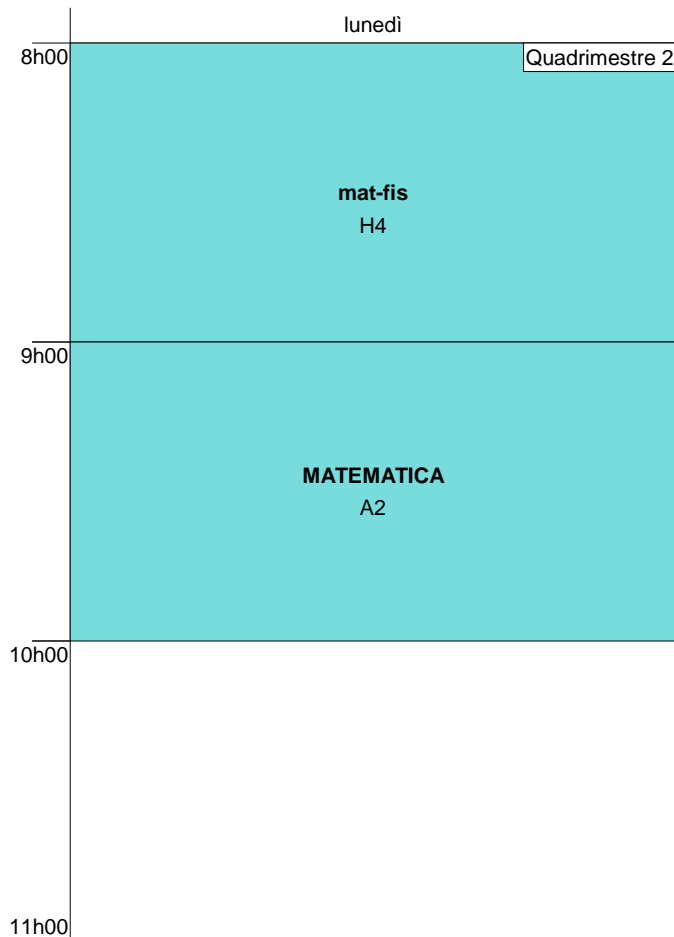 lunedì
8h00
Quadrimestre 2
mat-fis
H4
9h00
MATEMATICA
A2
10h00
11h00